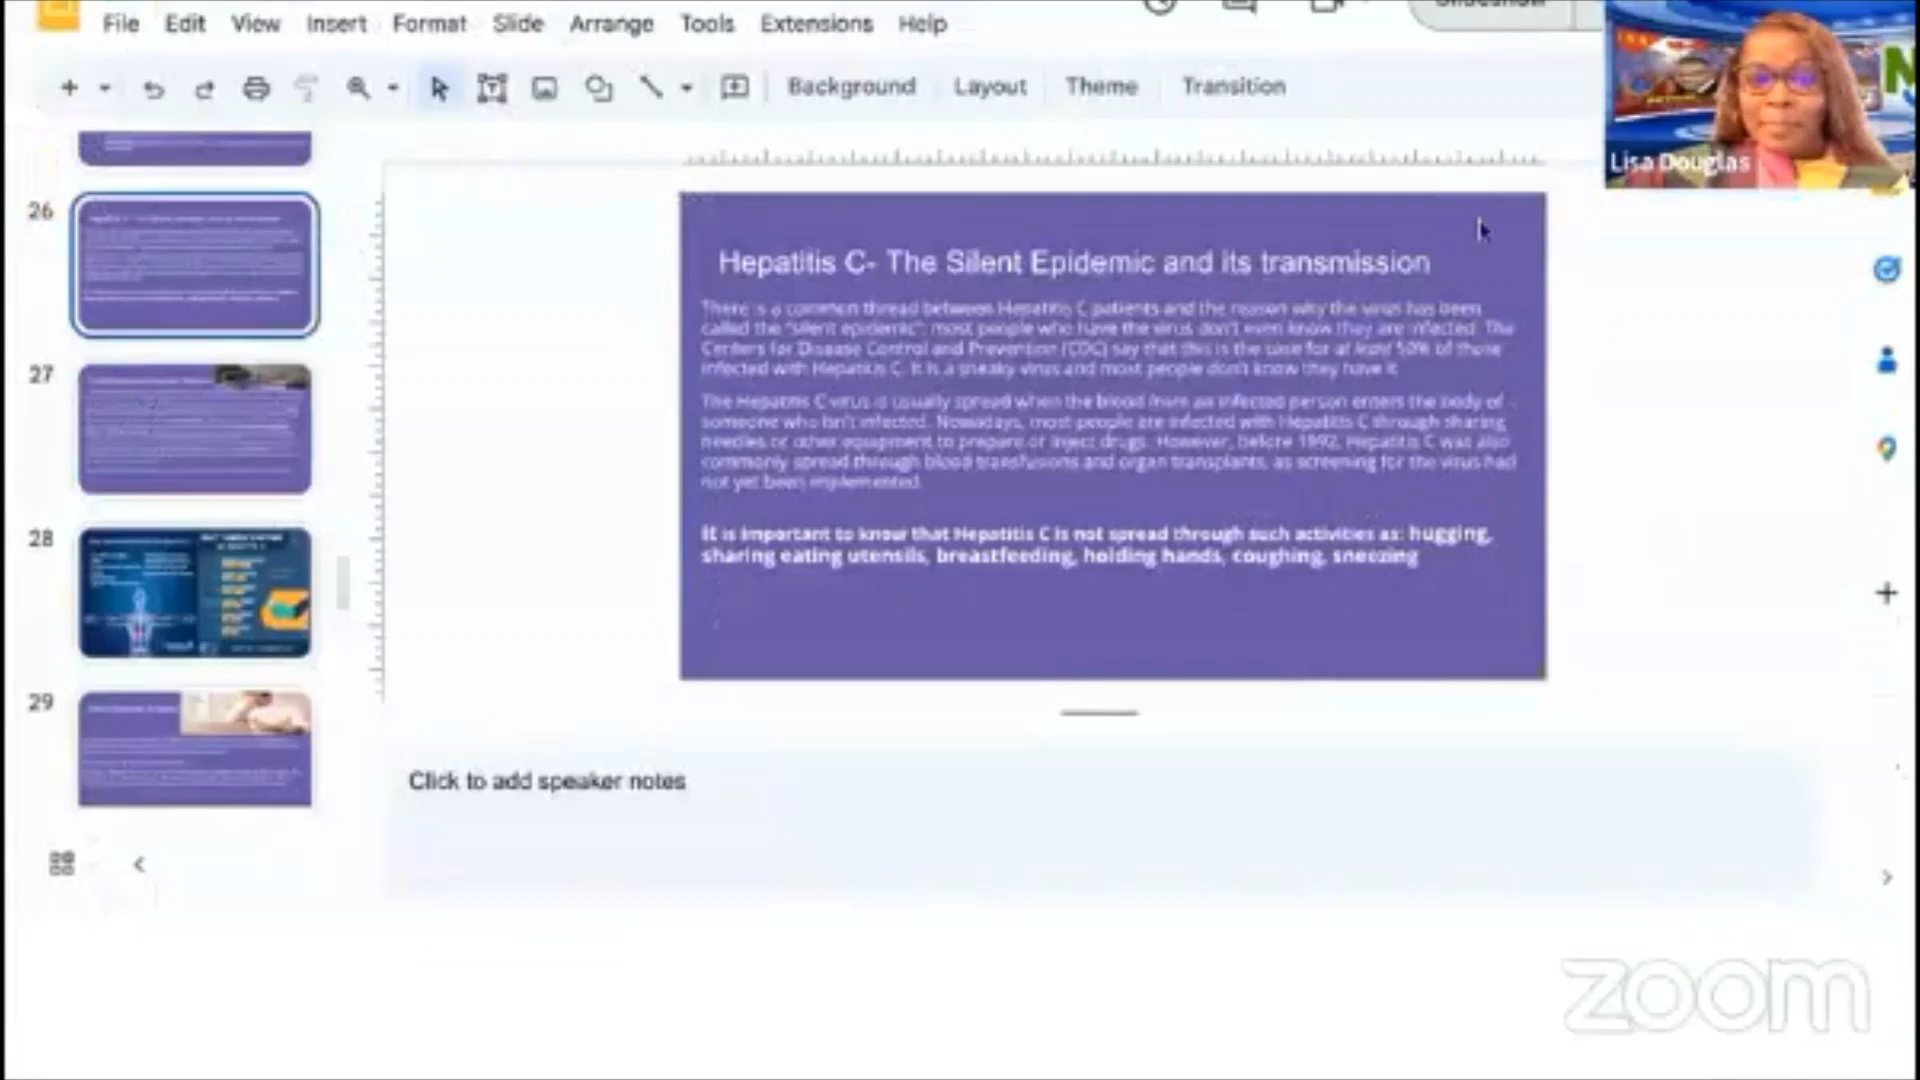 File Edit View Insert Format Slide Arrange Tools Extensions Help
Slideshow
Background Layout Theme Transition
Lisa Douglas
26
27
28
29
Hepatitis C- The Silent Epidemic and its transmission
There is a common thread between Hepatitis C patients and the reason why the virus has been
called the "silent epidemic": most people who have the virus don't even know they are infected. The
Centers for Disease Control and Prevention (CDC) say that this is the case for at least 50% of those
infected with Hepatitis C. It is a sneaky virus and most people don't know they have it
The Hepatitis C virus is usually spread when the blood from an infected person enters the body of
someone who isn't infected. Nowadays, most people are infected with Hepatitis C through sharing
needles or other equipment to prepare or inject drugs. However, before 1992, Hepatitis C was also
commonly spread through blood transfusions and organ transplants, as screening for the virus had
not yet been implemented.
It is important to know that Hepatitis C is not spread through such activities as: hugging,
sharing eating utensils, breastfeeding, holding hands, coughing, sneezing
Click to add speaker notes
zoom